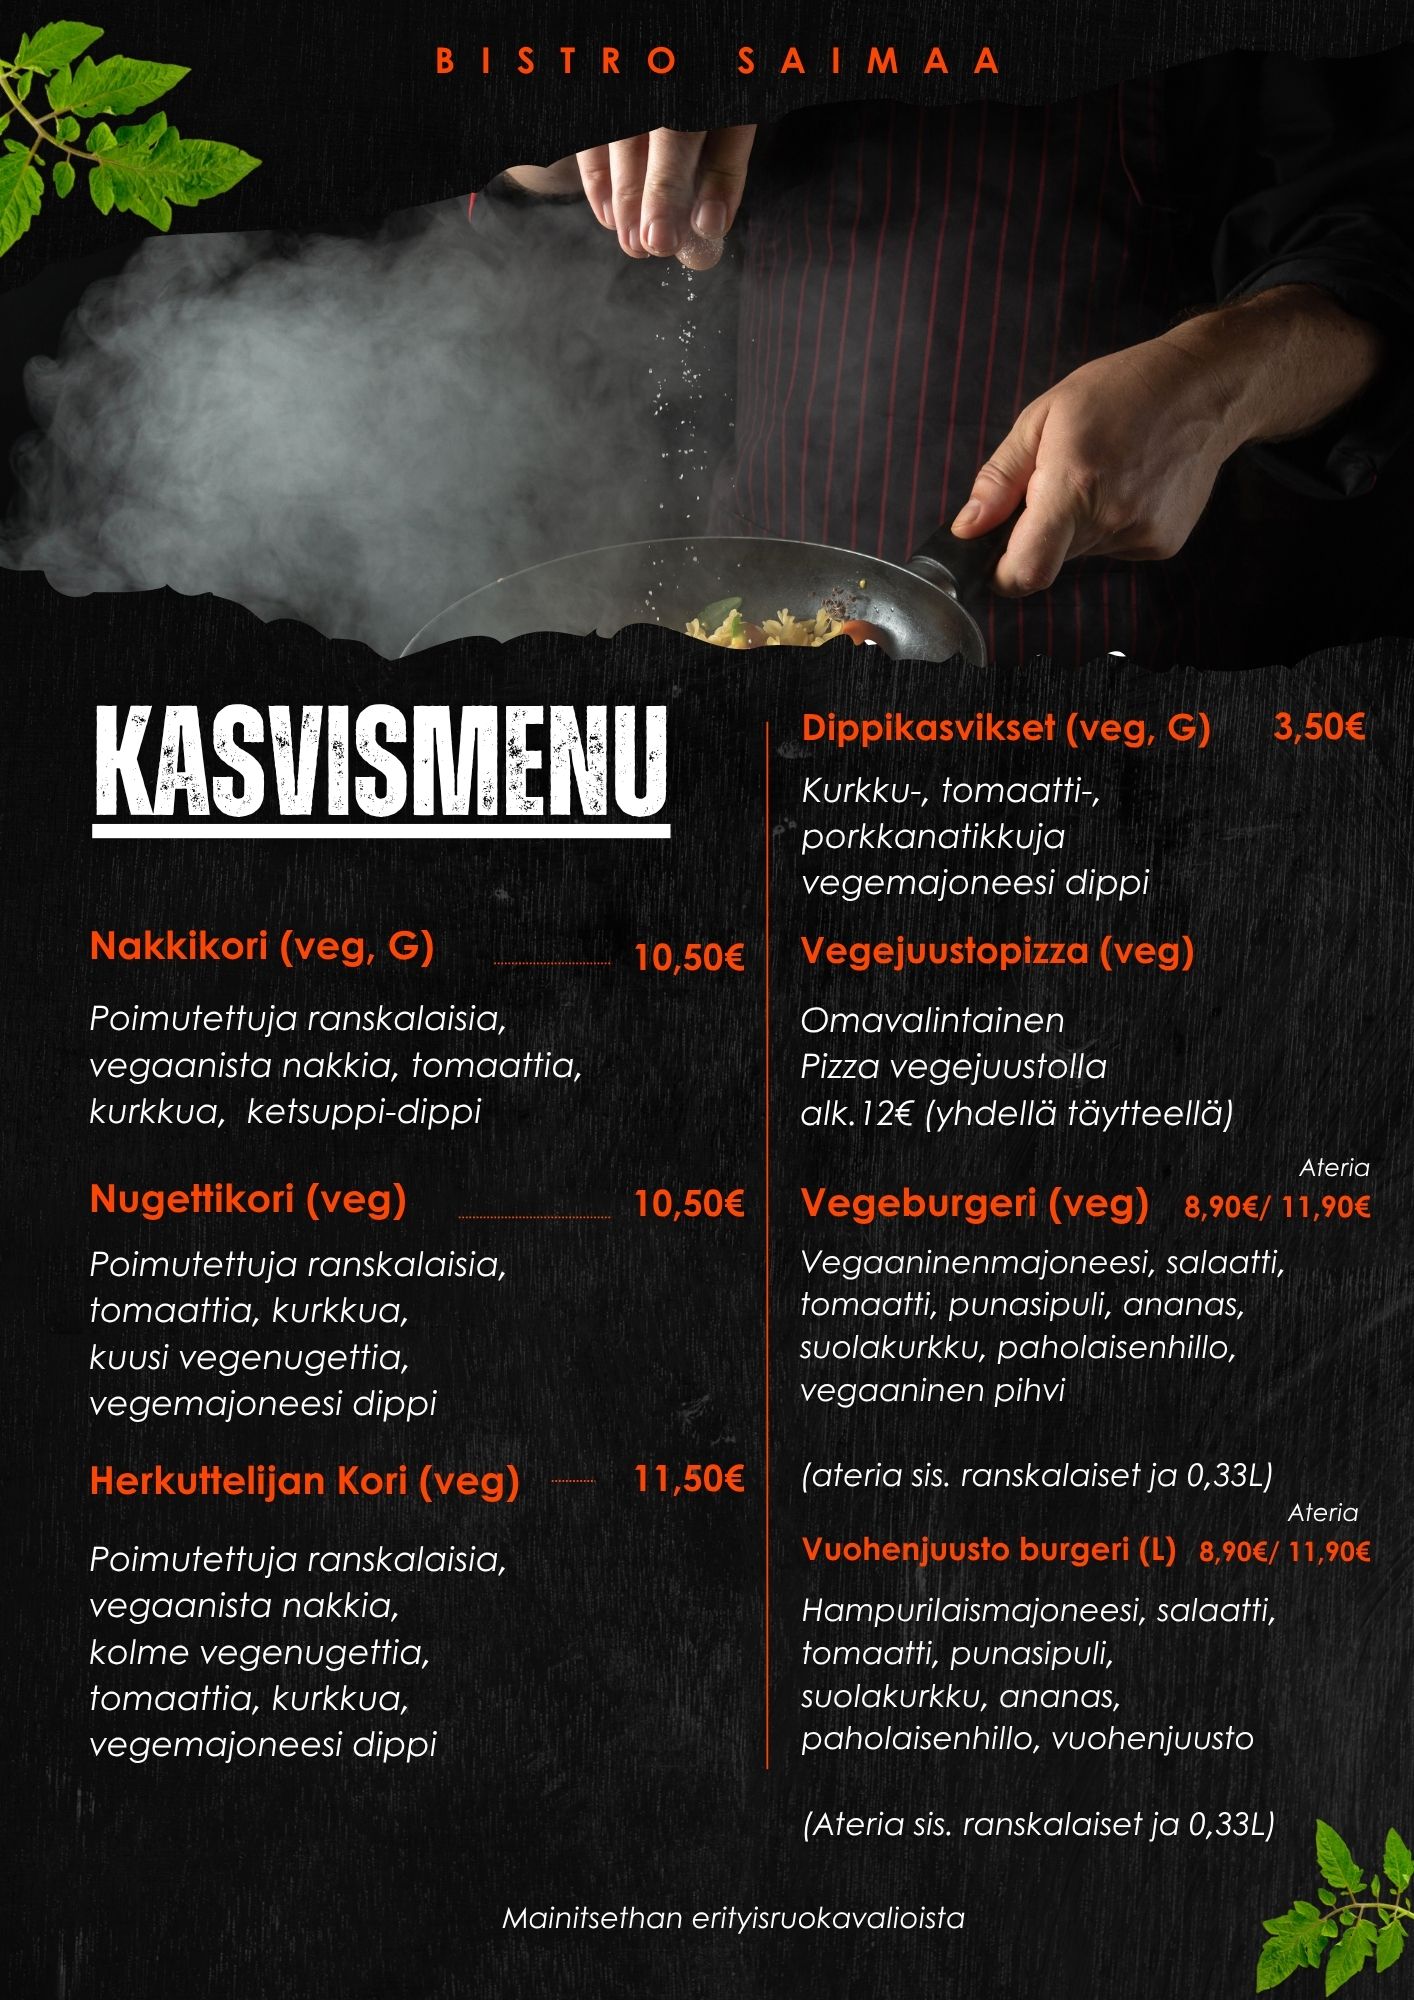 BISTRO SAIMAA
KASVISMENU
Nakkikori (veg, G) 10,50€
Poimutettuja ranskalaisia,
vegaanista nakkia, tomaattia,
kurkkua, ketsuppi-dippi
Nugettikori (veg) 10,50€
Poimutettuja ranskalaisia,
tomaattia, kurkkua,
kuusi vegenugettia,
vegemajoneesi dippi
Herkuttelijan Kori (veg) 11,50€
Poimutettuja ranskalaisia,
vegaanista nakkia,
kolme vegenugettia,
tomaattia, kurkkua,
vegemajoneesi dippi
Dippikasvikset (veg, G) 3,50€
Kurkku-, tomaatti-,
porkkanatikkuja
vegemajoneesi dippi
Vegejuustopizza (veg)
Omavalintainen
Pizza vegejuustolla
alk.12€ (yhdellä täytteellä)
Ateria
Vegeburgeri (veg) 8,90€/ 11,90€
Vegaaninenmajoneesi, salaatti,
tomaatti, punasipuli, ananas,
suolakurkku, paholaisenhillo,
vegaaninen pihvi
(ateria sis. ranskalaiset ja 0,33L)
Ateria
Vuohenjuusto burgeri (L) 8,90€/ 11,90€
Hampurilaismajoneesi, salaatti,
tomaatti, punasipuli,
suolakurkku, ananas,
paholaisenhillo, vuohenjuusto
(Ateria sis. ranskalaiset ja 0,33L)
Mainitsethan erityisruokavalioista